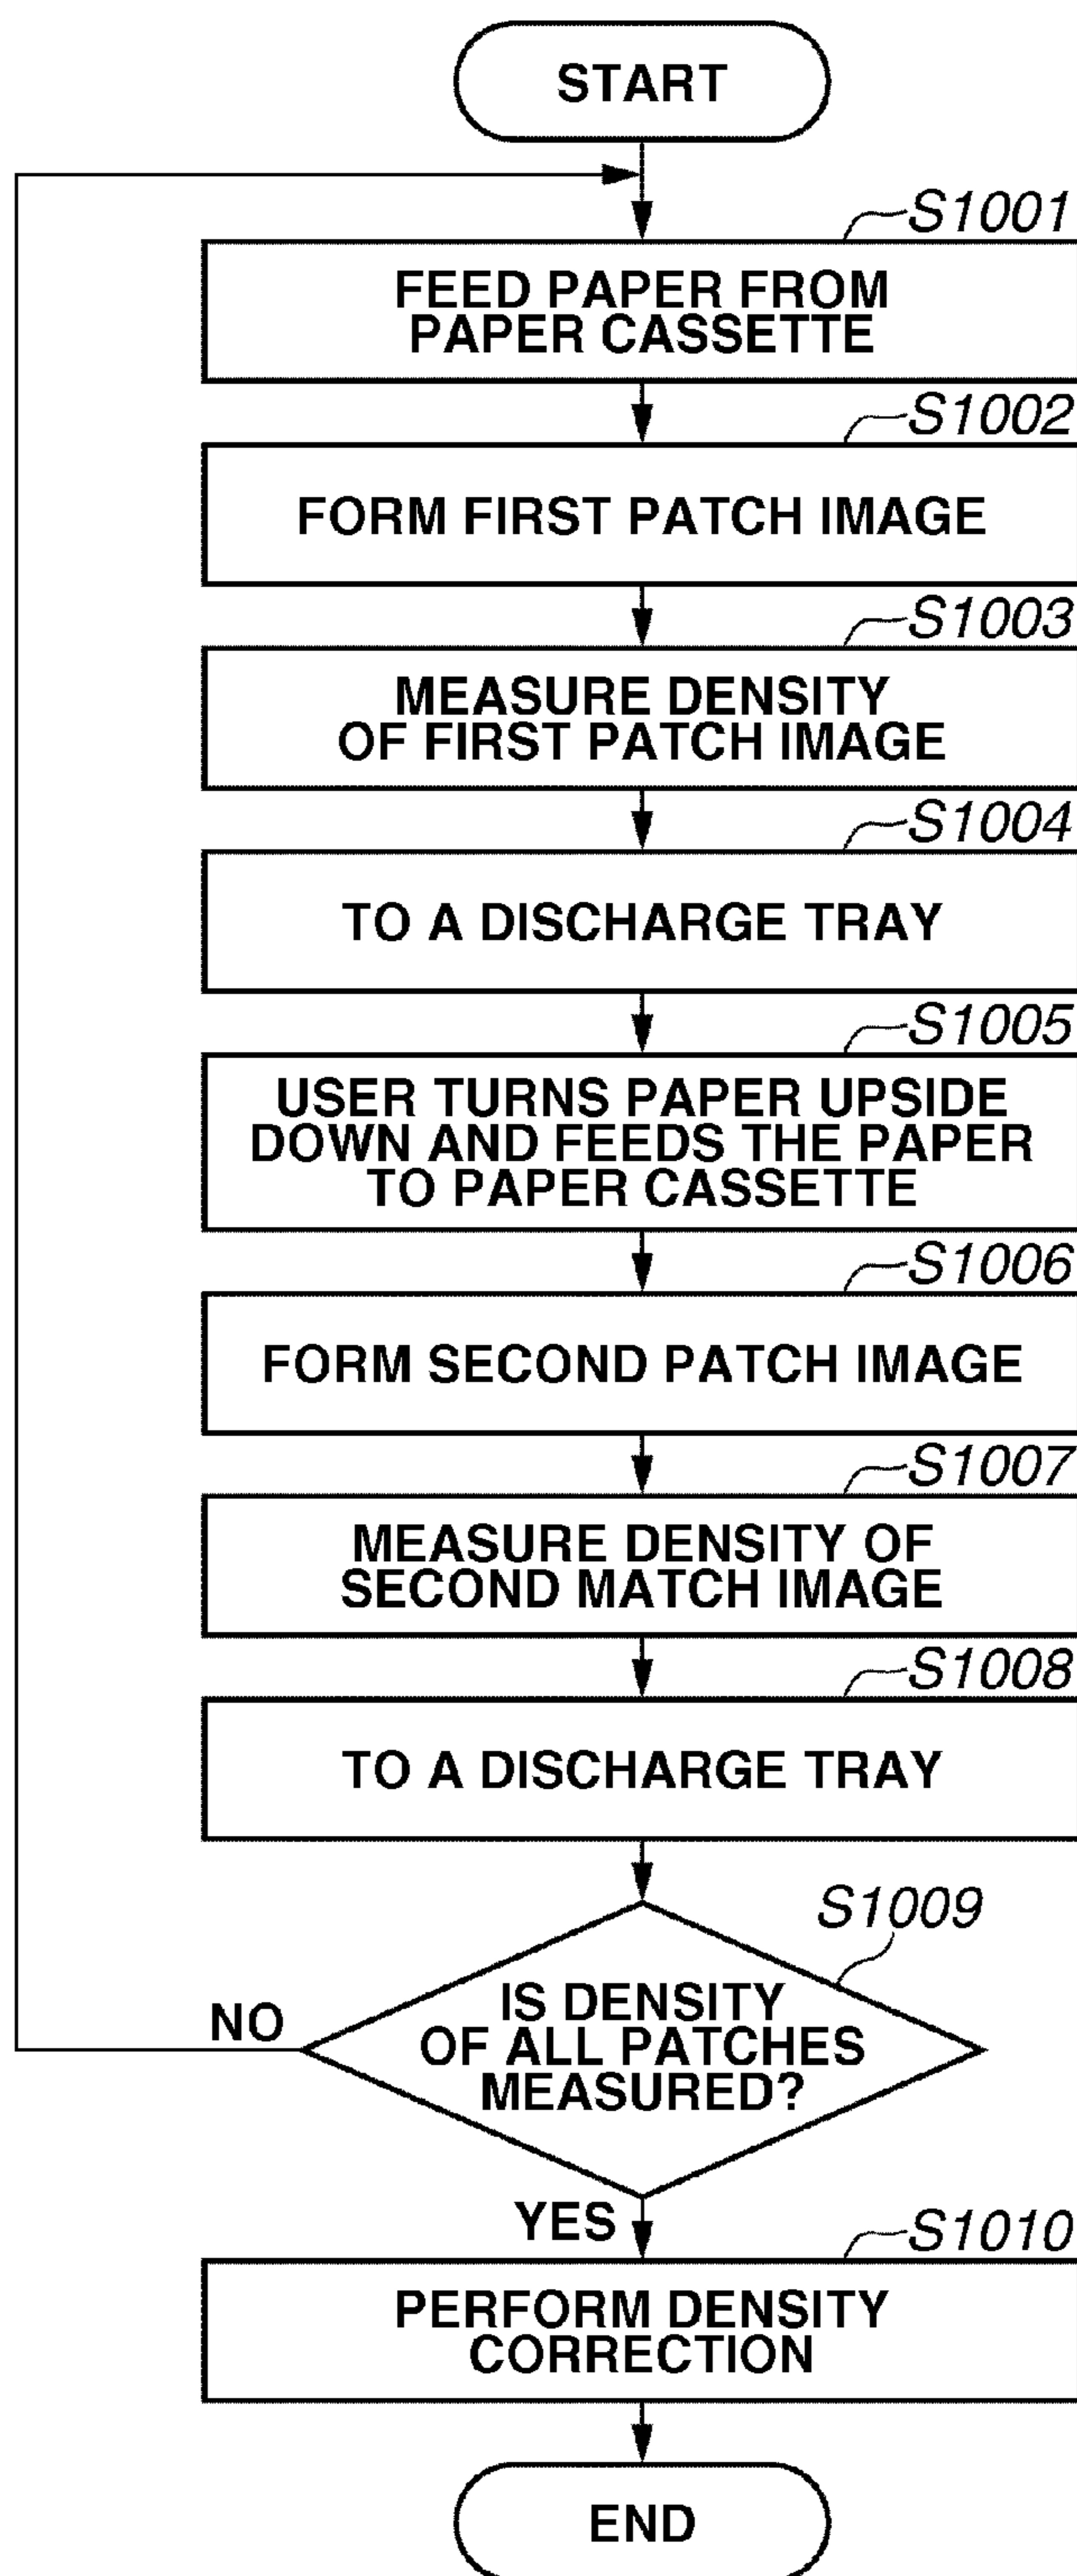 START
S1001
FEED PAPER FROM
PAPER CASSETTE
S1002
FORM FIRST PATCH IMAGE
S1003
MEASURE DENSITY
OF FIRST PATCH IMAGE
S1004
TO A DISCHARGE TRAY
S1005
USER TURNS PAPER UPSIDE
DOWN AND FEEDS THE PAPER
TO PAPER CASSETTE
S1006
FORM SECOND PATCH IMAGE
S1007
MEASURE DENSITY OF
SECOND MATCH IMAGE
S1008
TO A DISCHARGE TRAY
S1009
IS DENSITY
OF ALL PATCHES
MEASURED?
NO
YES
S1010
PERFORM DENSITY
CORRECTION
END